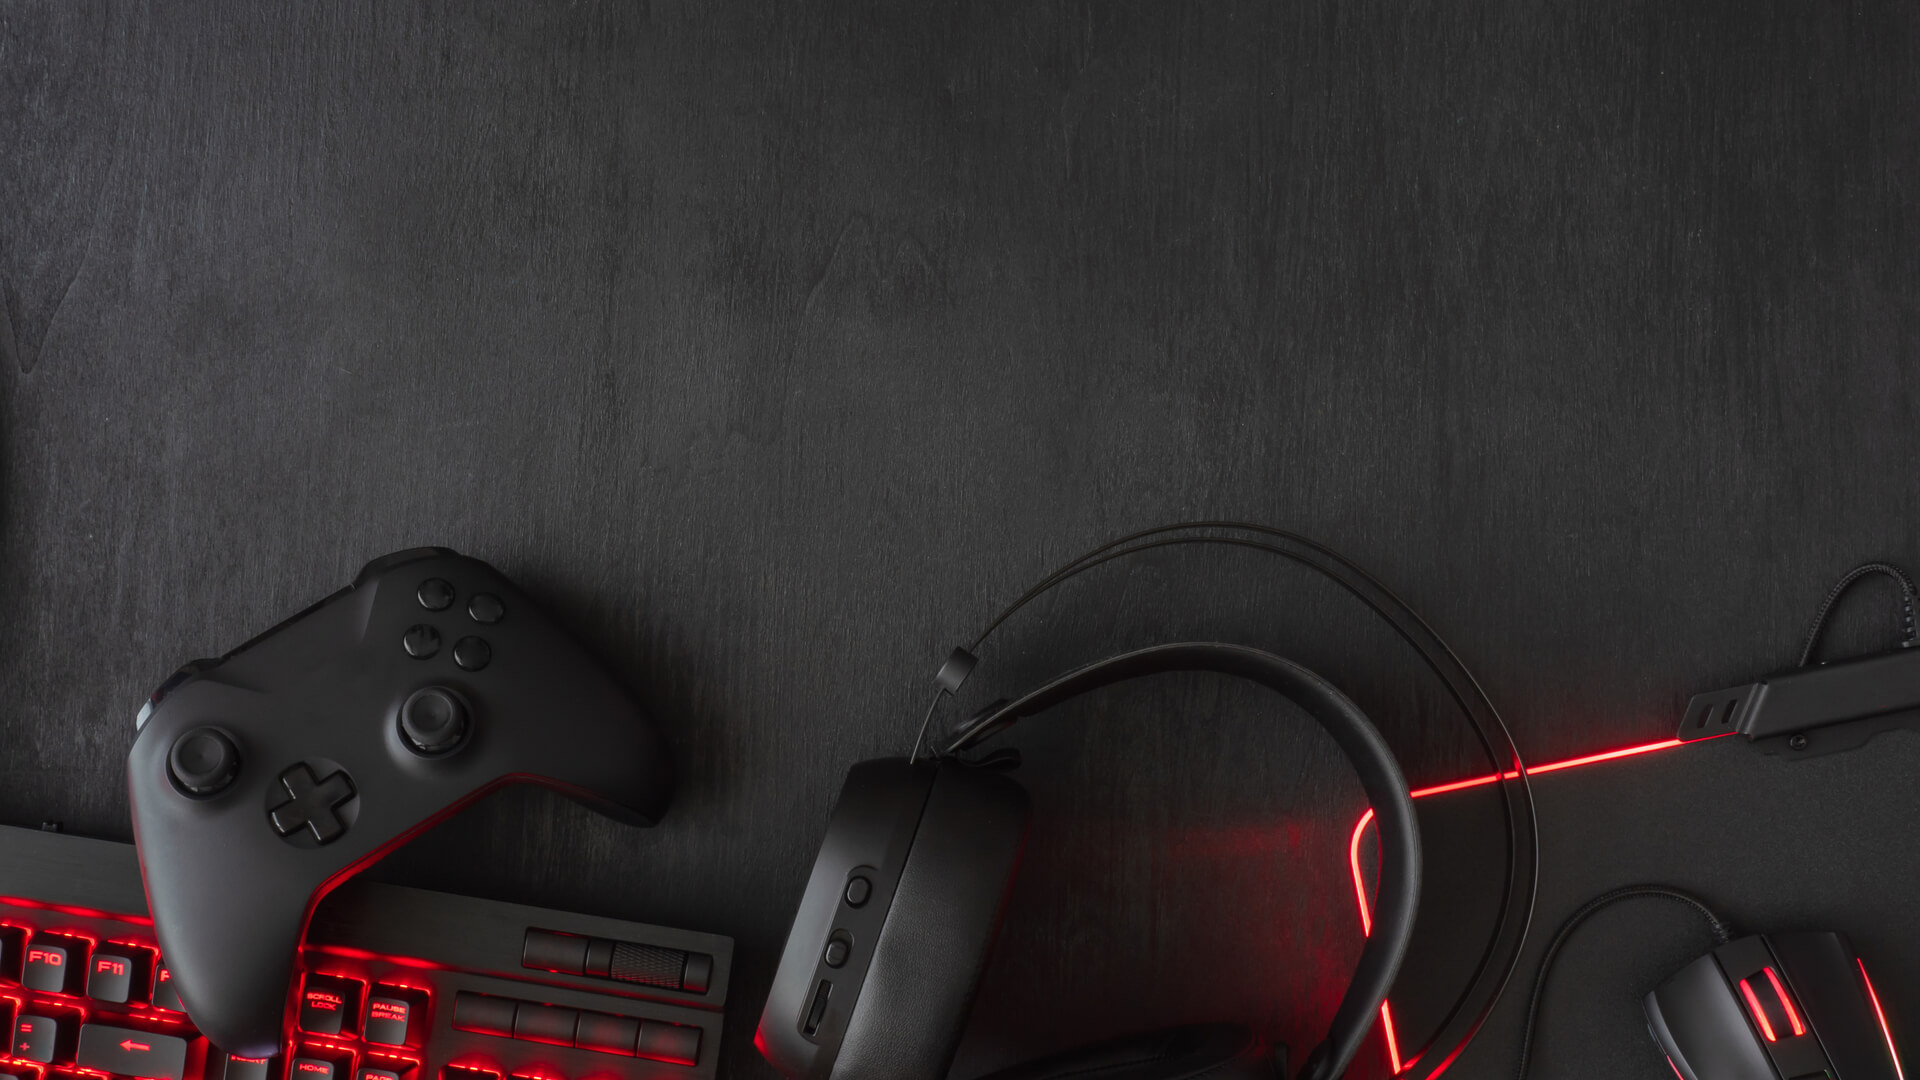 F10
F11
F
SCROLL
LOCK
PAUSE
BREAK
=
+
←
HOME